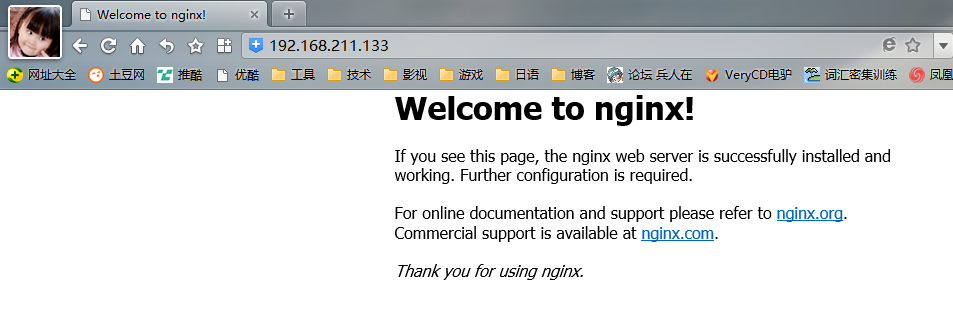 Welcome to nginx!
192.168.211.133
网址大全 土豆网 推酷 优酷 工具 技术 影视 游戏 日语 博客 论坛 兵人在 VeryCD电驴 词汇密集训练 凤凰
Welcome to nginx!
If you see this page, the nginx web server is successfully installed and
working. Further configuration is required.
For online documentation and support please refer to nginx.org.
Commercial support is available at nginx.com.
Thank you for using nginx.